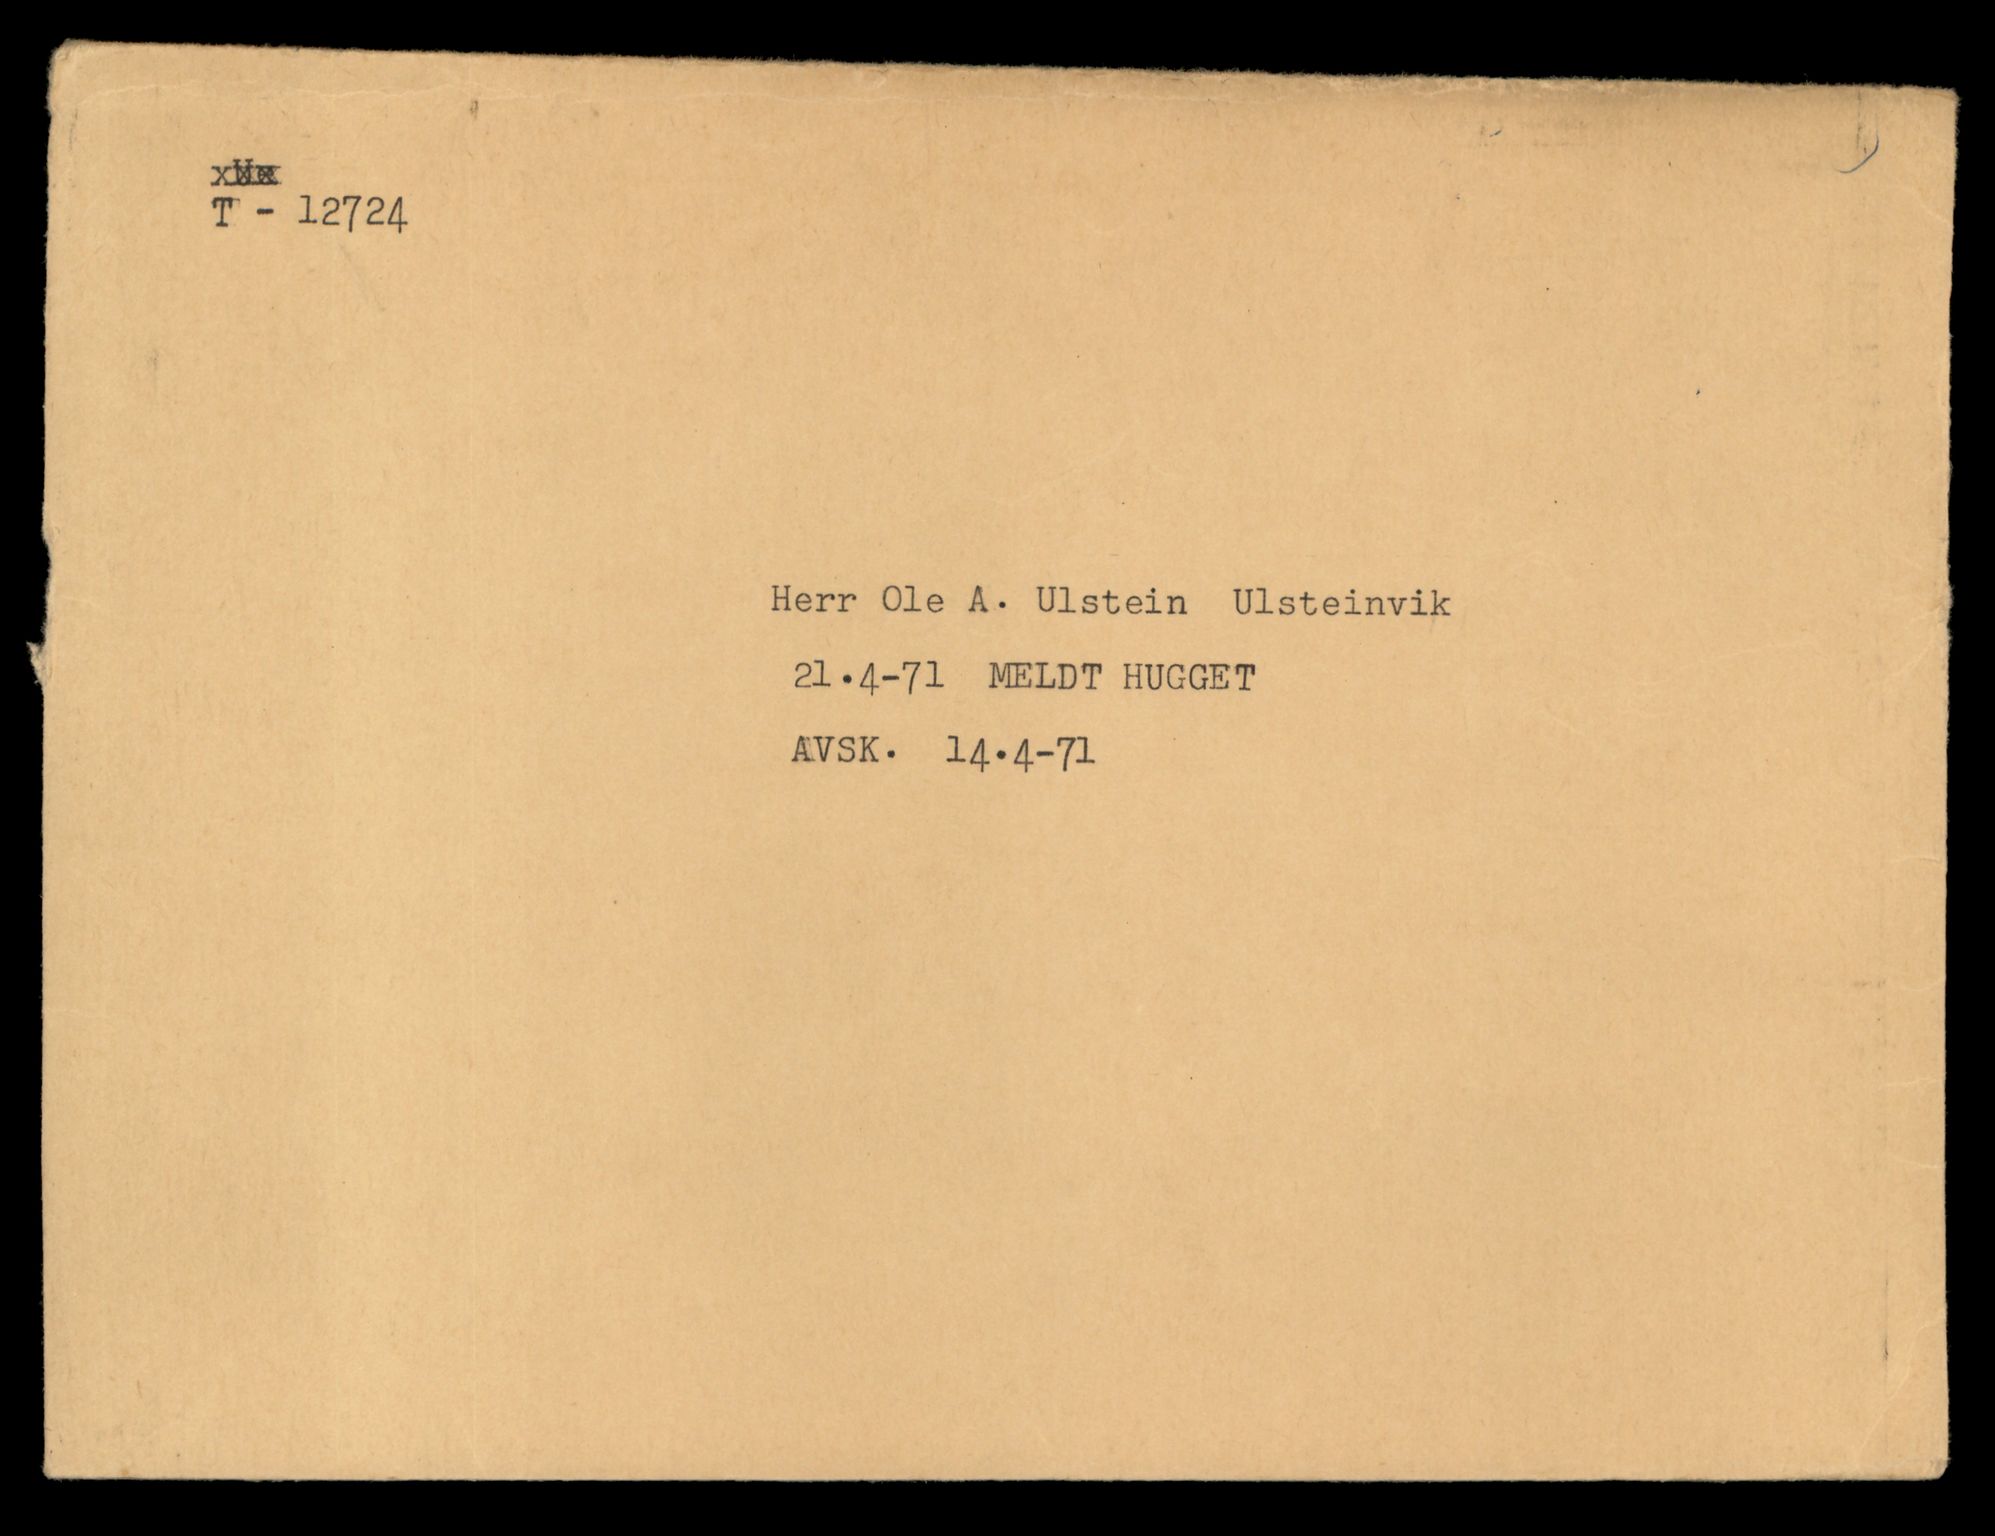 T - 12724
Herr Ole A. Ulstein Ulsteinvik
21.4-71 MELDT HUGGET
AVSK. 14.4-71